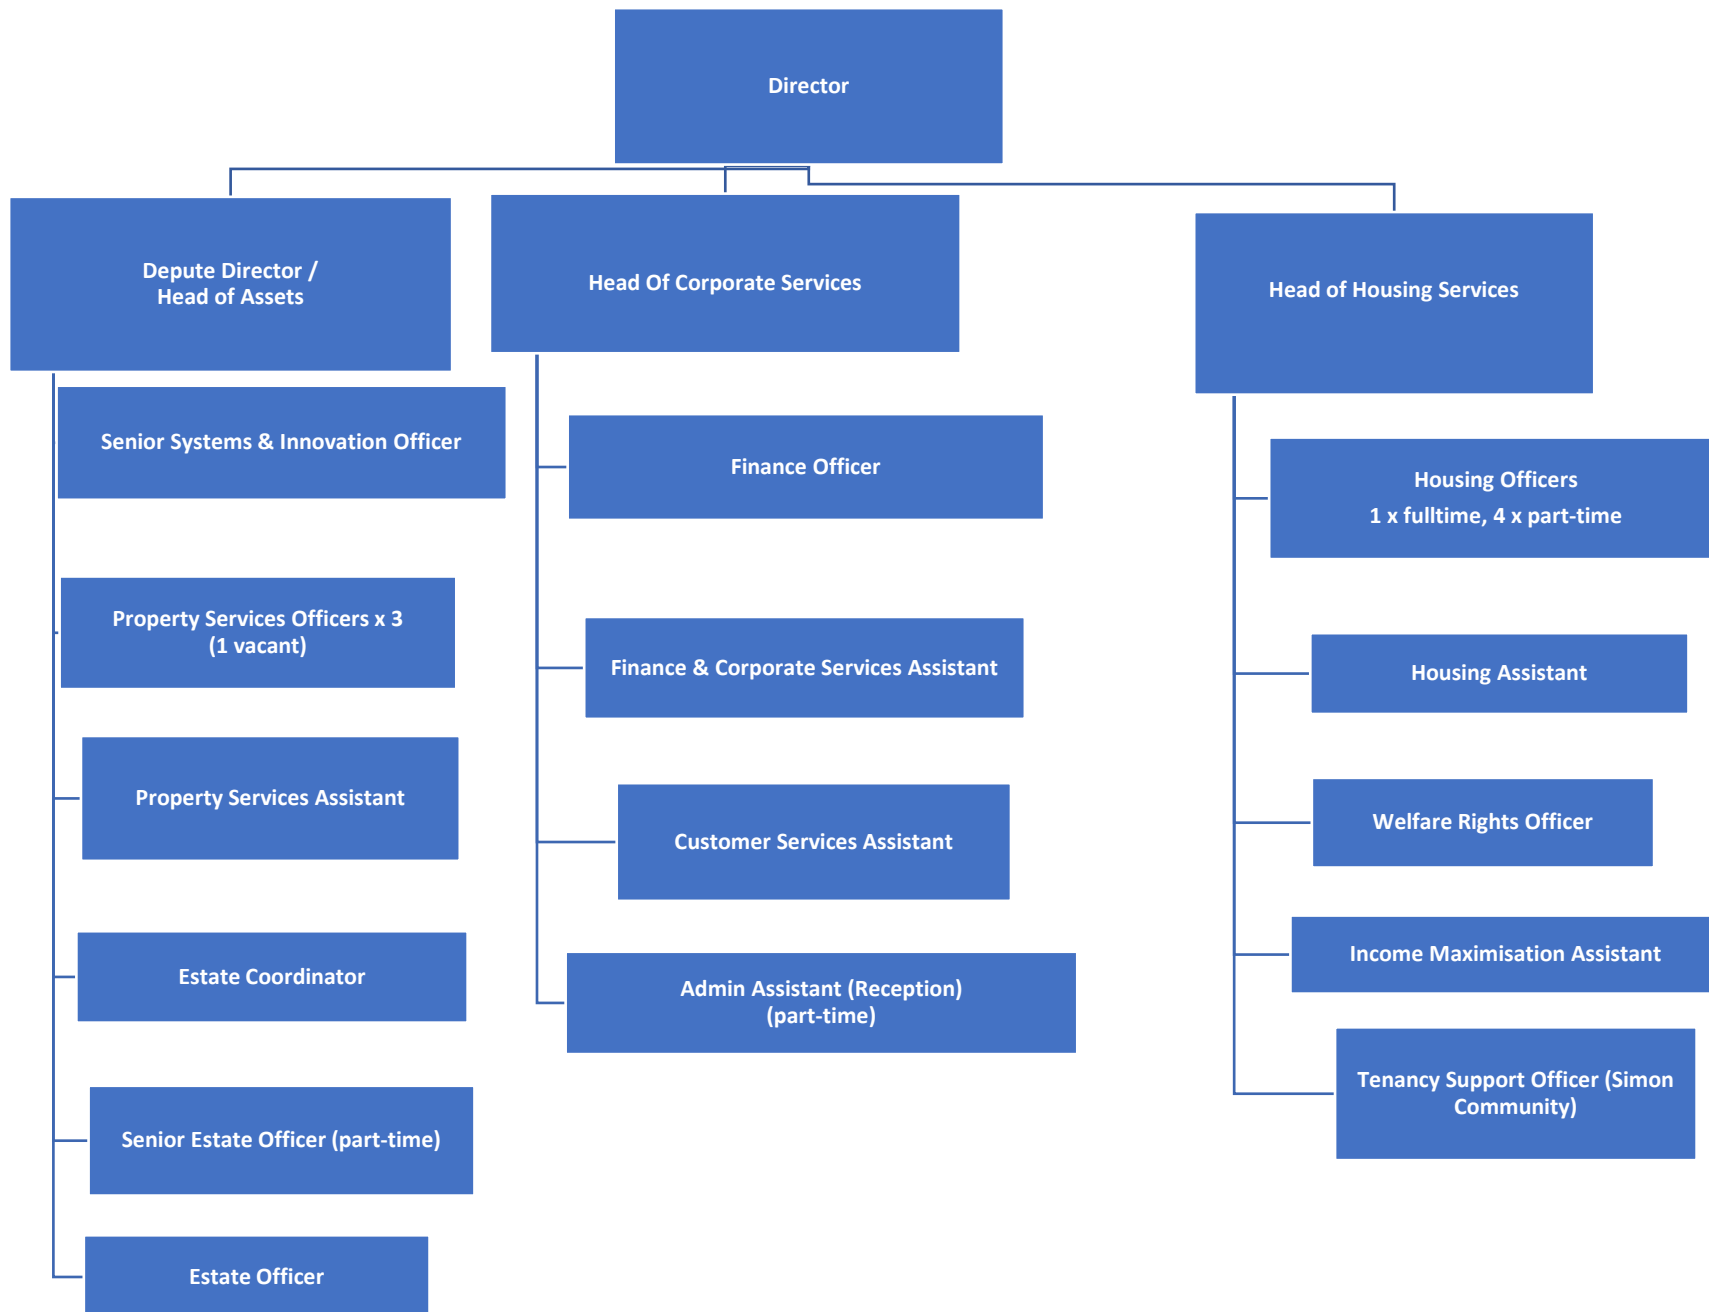 Director
Depute Director /
Head of Assets
Head Of Corporate Services
Head of Housing Services
Senior Systems & Innovation Officer
Property Services Officers x 3
(1 vacant)
Property Services Assistant
Estate Coordinator
Senior Estate Officer (part-time)
Estate Officer
Finance Officer
Finance & Corporate Services Assistant
Customer Services Assistant
Admin Assistant (Reception)
(part-time)
Housing Officers
1 x fulltime, 4 x part-time
Housing Assistant
Welfare Rights Officer
Income Maximisation Assistant
Tenancy Support Officer (Simon
Community)